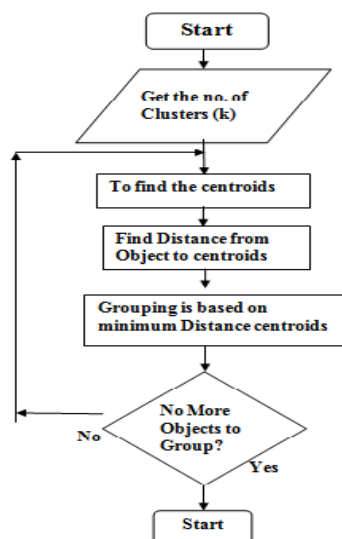 Start
Get the no. of
Clusters (k)
To find the centroids
Find Distance from
Object to centroids
Grouping is based on
minimum Distance centroids
No More
Objects to
Group?
No
Yes
Start